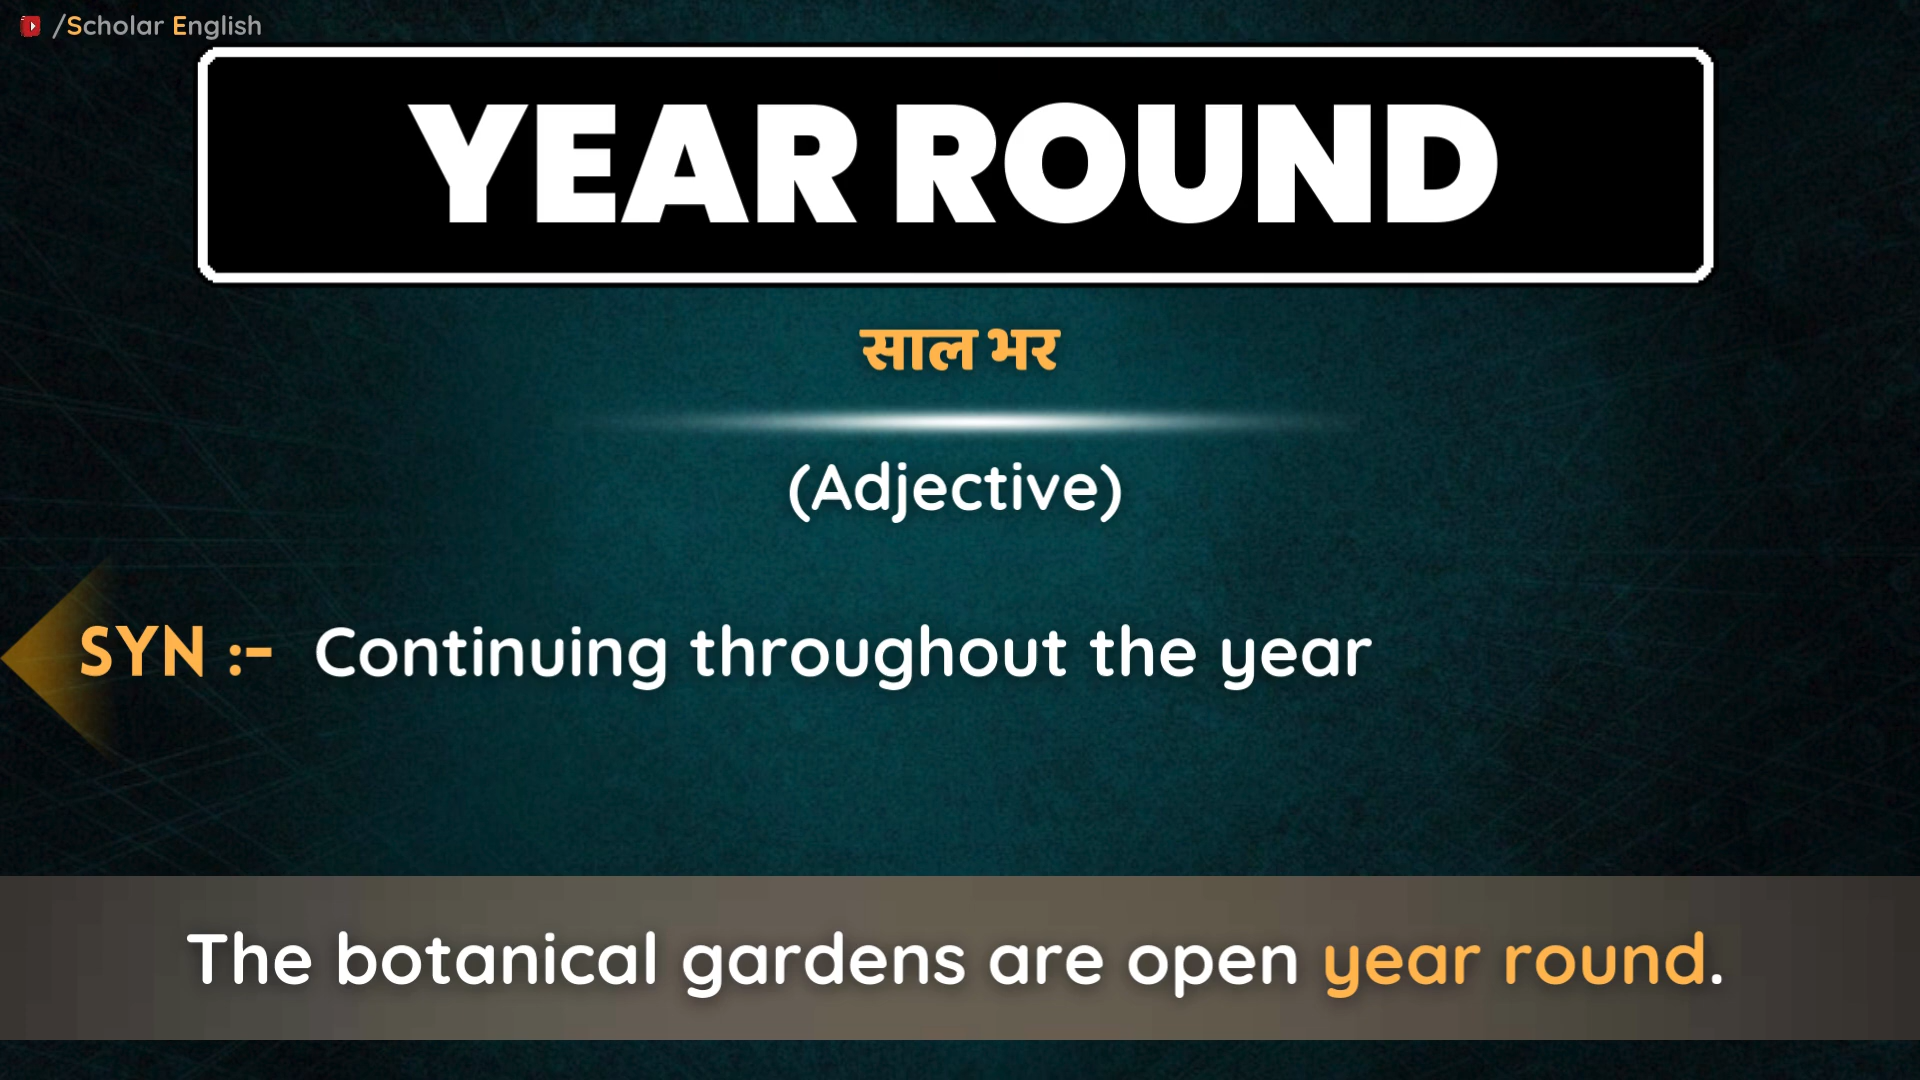 /Scholar English
YEAR ROUND
साल भर
(Adjective)
SYN :- Continuing throughout the year
The botanical gardens are open year round.